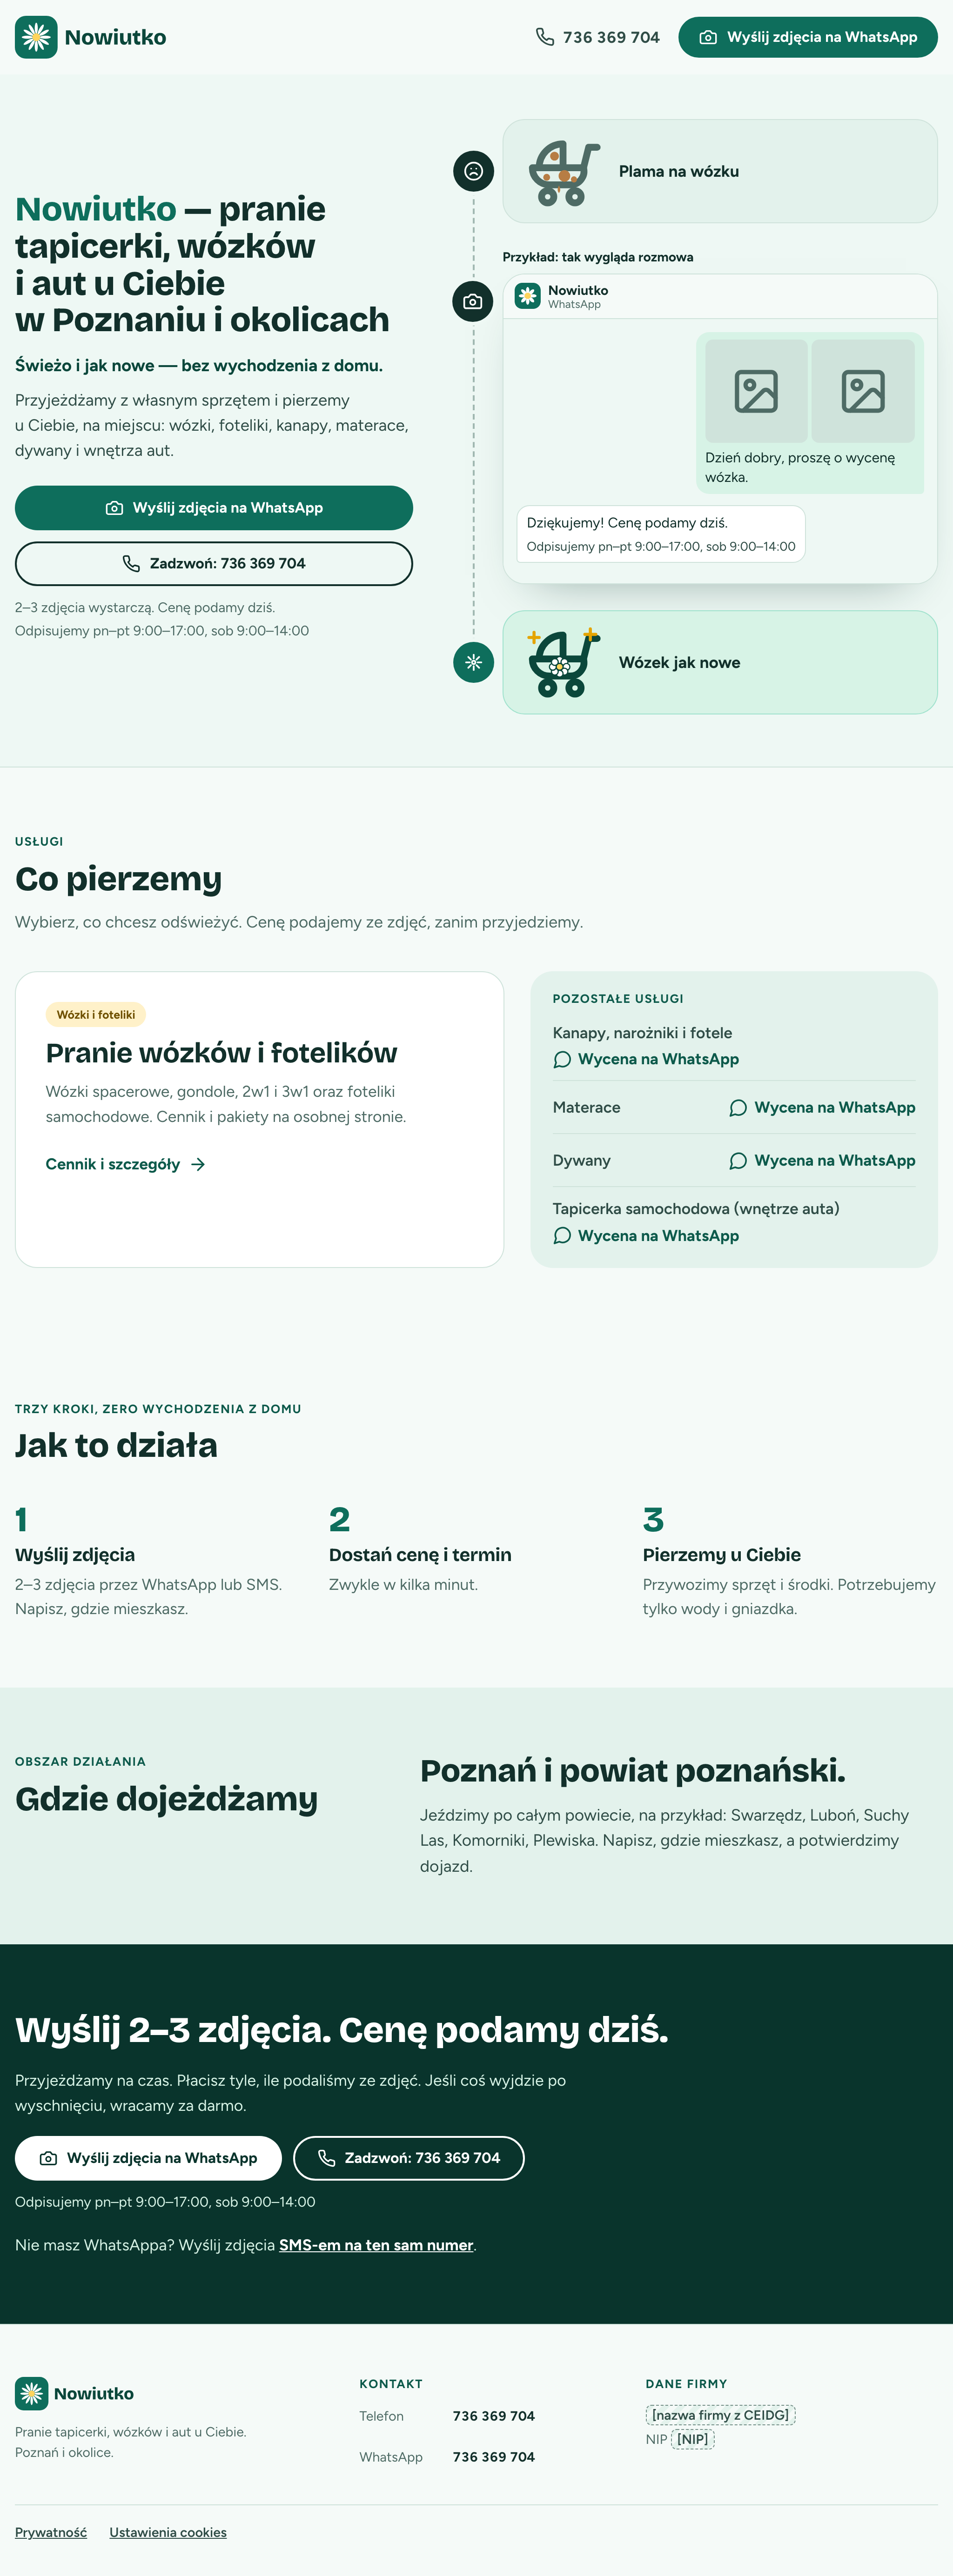 Nowiutko
736 369 704
Wyślij zdjęcia na WhatsApp
Nowiutko — pranie
tapicerki, wózków
i aut u Ciebie
w Poznaniu i okolicach
Świeżo i jak nowe — bez wychodzenia z domu.
Przyjeżdżamy z własnym sprzętem i pierzemy
u Ciebie, na miejscu: wózki, foteliki, kanapy, materace,
dywany i wnętrza aut.
Wyślij zdjęcia na WhatsApp
Zadzwoń: 736 369 704
2–3 zdjęcia wystarczą. Cenę podamy dziś.
Odpisujemy pn–pt 9:00–17:00, sob 9:00–14:00
Plama na wózku
Przykład: tak wygląda rozmowa
Nowiutko
WhatsApp
Dzień dobry, proszę o wycenę
wózka.
Dziękujemy! Cenę podamy dziś.
Odpisujemy pn–pt 9:00–17:00, sob 9:00–14:00
Wózek jak nowe
USŁUGI
Co pierzemy
Wybierz, co chcesz odświeżyć. Cenę podajemy ze zdjęć, zanim przyjedziemy.
Wózki i foteliki
Pranie wózków i fotelików
Wózki spacerowe, gondole, 2w1 i 3w1 oraz foteliki
samochodowe. Cennik i pakiety na osobnej stronie.
Cennik i szczegóły
POZOSTAŁE USŁUGI
Kanapy, narożniki i fotele
Wycena na WhatsApp
Materace
Wycena na WhatsApp
Dywany
Wycena na WhatsApp
Tapicerka samochodowa (wnętrze auta)
Wycena na WhatsApp
TRZY KROKI, ZERO WYCHODZENIA Z DOMU
Jak to działa
1
Wyślij zdjęcia
2–3 zdjęcia przez WhatsApp lub SMS.
Napisz, gdzie mieszkasz.
2
Dostań cenę i termin
Zwykle w kilka minut.
3
Pierzemy u Ciebie
Przywozimy sprzęt i środki. Potrzebujemy
tylko wody i gniazdka.
OBSZAR DZIAŁANIA
Gdzie dojeżdżamy
Poznań i powiat poznański.
Jeździmy po całym powiecie, na przykład: Swarzędz, Luboń, Suchy
Las, Komorniki, Plewiska. Napisz, gdzie mieszkasz, a potwierdzimy
dojazd.
Wyślij 2–3 zdjęcia. Cenę podamy dziś.
Przyjeżdżamy na czas. Płacisz tyle, ile podaliśmy ze zdjęć. Jeśli coś wyjdzie po
wyschnięciu, wracamy za darmo.
Wyślij zdjęcia na WhatsApp
Zadzwoń: 736 369 704
Odpisujemy pn–pt 9:00–17:00, sob 9:00–14:00
Nie masz WhatsAppa? Wyślij zdjęcia SMS-em na ten sam numer.
Nowiutko
Pranie tapicerki, wózków i aut u Ciebie.
Poznań i okolice.
KONTAKT
Telefon 736 369 704
WhatsApp 736 369 704
DANE FIRMY
[nazwa firmy z CEIDG]
NIP [NIP]
Prywatność
Ustawienia cookies